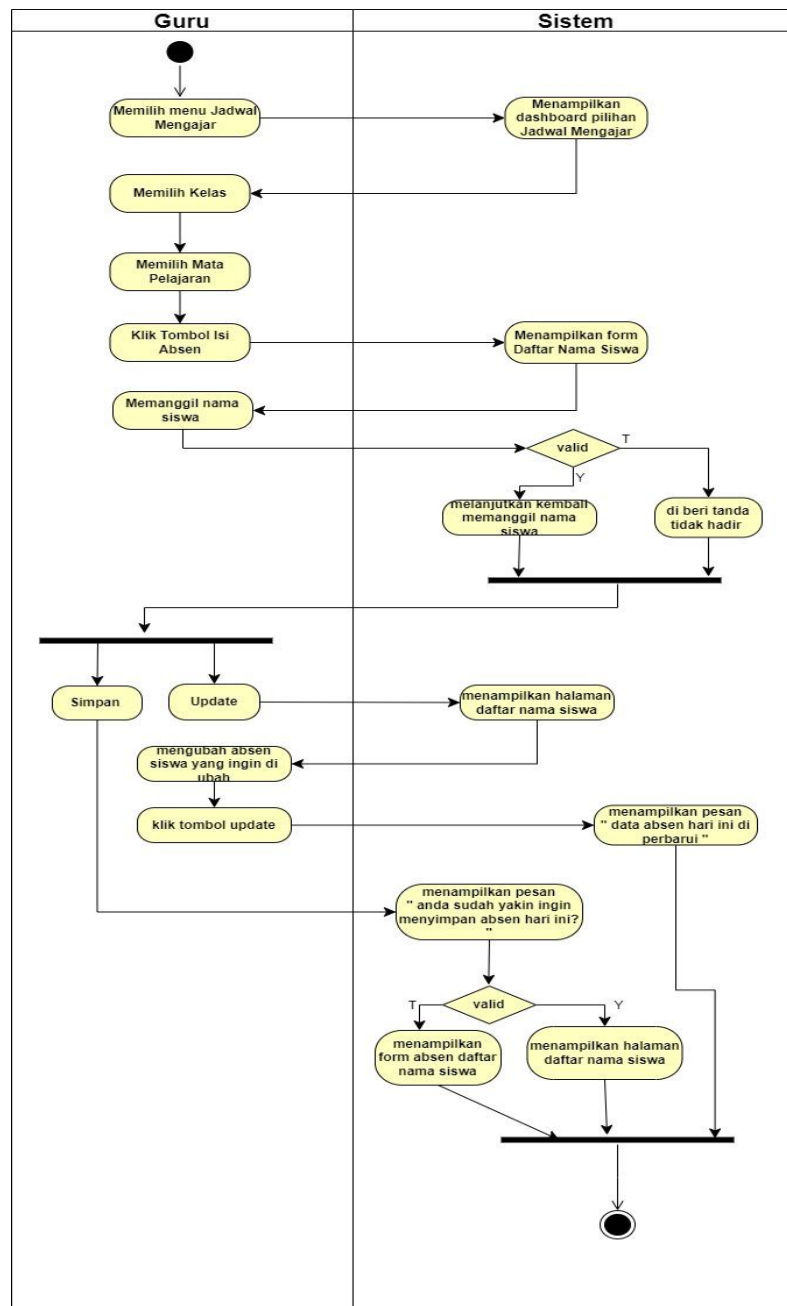 Guru
Sistem
Memilih menu Jadwal
Mengajar
Menampilkan
dashboard pilihan
Jadwal Mengajar
Memilih Kelas
Memilih Mata
Pelajaran
Klik Tombol Isi
Absen
Menampilkan form
Daftar Nama Siswa
Memanggil nama
siswa
valid
T
Y
melanjutkan kembali
memanggil nama
siswa
di beri tanda
tidak hadir
Simpan
Update
menampilkan halaman
daftar nama siswa
mengubah absen
siswa yang ingin di
ubah
klik tombol update
menampilkan pesan
" data absen hari ini di
perbarui "
menampilkan pesan
" anda sudah yakin ingin
menyimpan absen hari ini?
"
T
valid
Y
menampilkan
form absen daftar
nama siswa
menampilkan halaman
daftar nama siswa